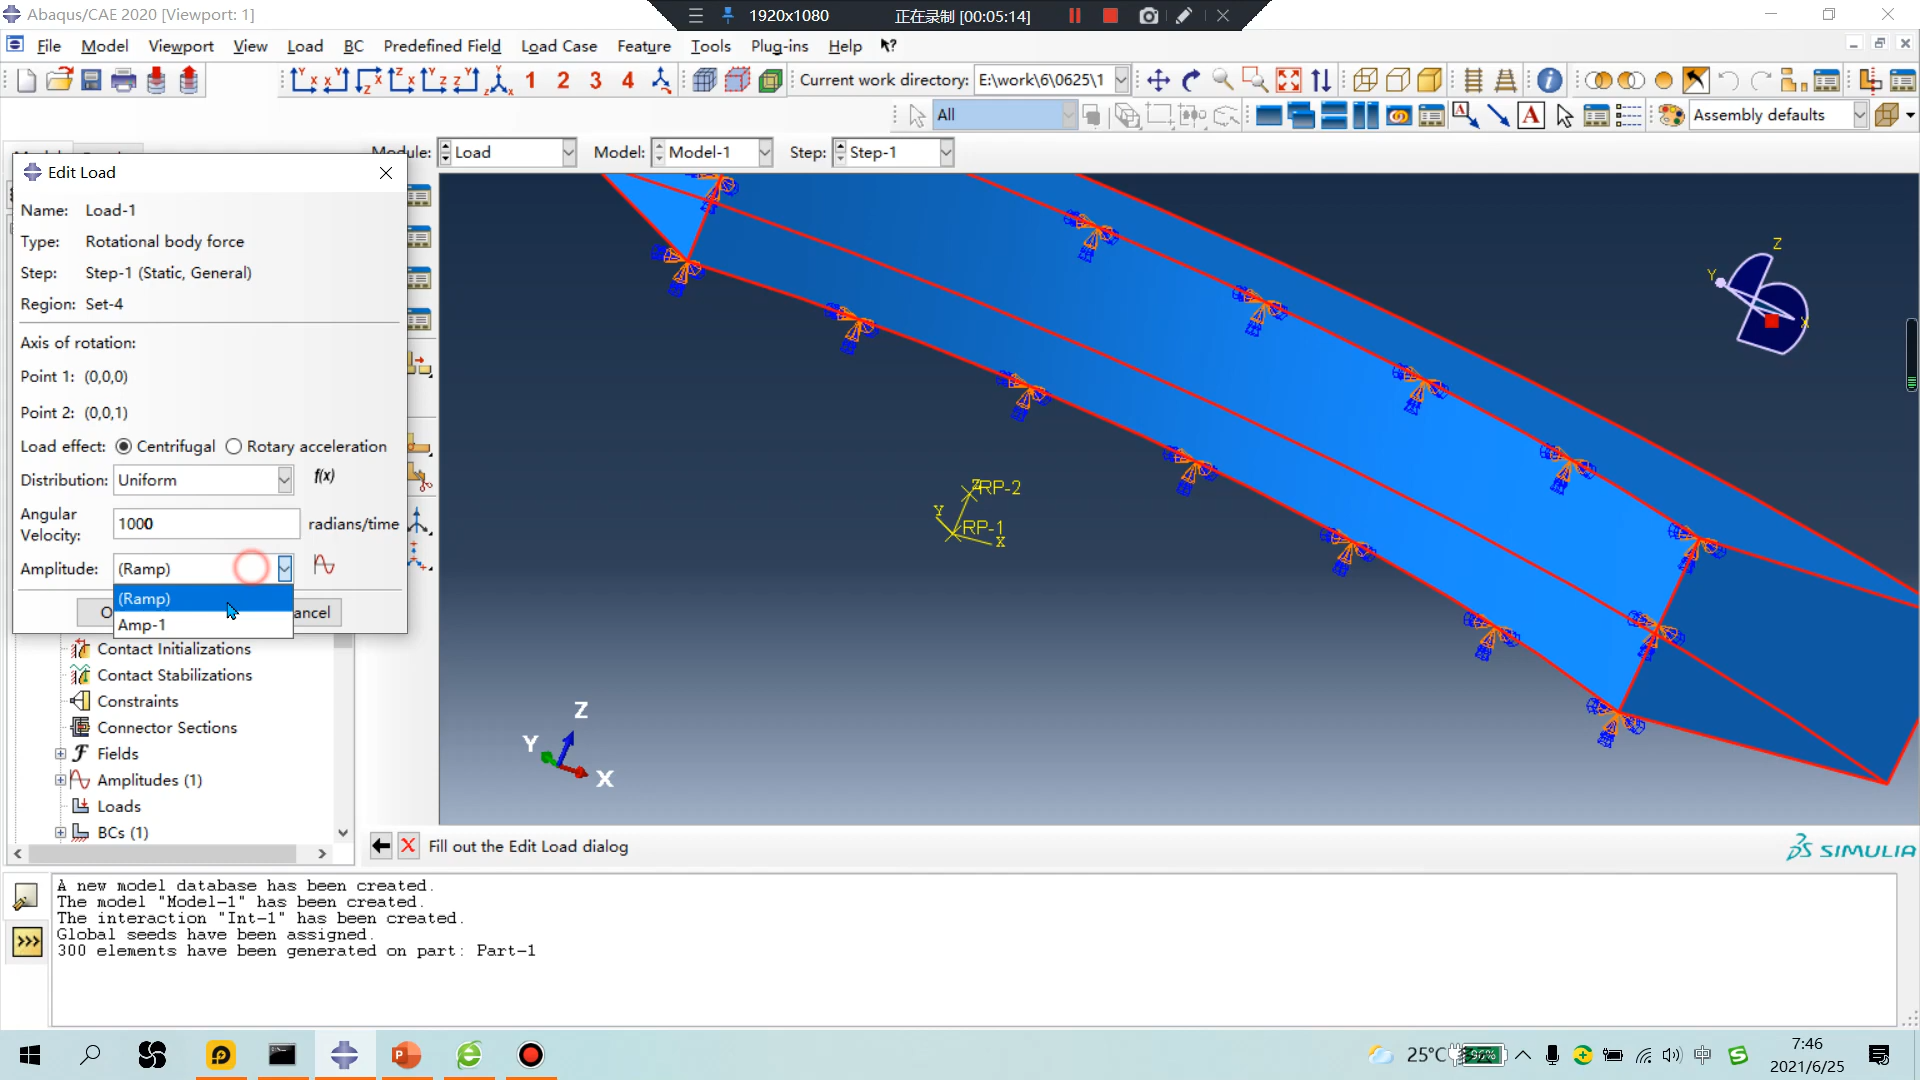 Abaqus/CAE 2020 [Viewport: 1]
1920x1080
正在录制 [00:05:14]
File Model Viewport View Load BC Predefined Field Load Case Feature Tools Plug-ins Help
1 2 3 4
Current work directory: E:\work\6\0625\1
All
Assembly defaults
Module: Load Model: Model-1 Step: Step-1
Edit Load
Name: Load-1
Type: Rotational body force
Step: Step-1 (Static, General)
Region: Set-4
Axis of rotation:
Point 1: (0,0,0)
Point 2: (0,0,1)
Load effect: Centrifugal Rotary acceleration
Distribution: Uniform f(x)
Angular Velocity: 1000 radians/time
Amplitude: (Ramp)
(Ramp)
Amp-1
Contact Initializations
Contact Stabilizations
Constraints
Connector Sections
Fields
Amplitudes (1)
Loads
BCs (1)
Z
Y
X
Z
RP-2
Y
RP-1
X
Z
Y
X
Fill out the Edit Load dialog
SIMULIA
A new model database has been created.
The model "Model-1" has been created.
The interaction "Int-1" has been created.
Global seeds have been assigned.
300 elements have been generated on part: Part-1
25°C
96%
中
7:46
2021/6/25